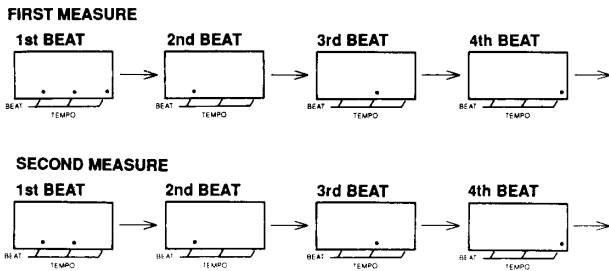 FIRST MEASURE
1st BEAT 2nd BEAT 3rd BEAT 4th BEAT
BEAT BEAT BEAT BEAT
TEMPO TEMPO TEMPO TEMPO
SECOND MEASURE
1st BEAT 2nd BEAT 3rd BEAT 4th BEAT
BEAT BEAT BEAT BEAT
TEMPO TEMPO TEMPO TEMPO